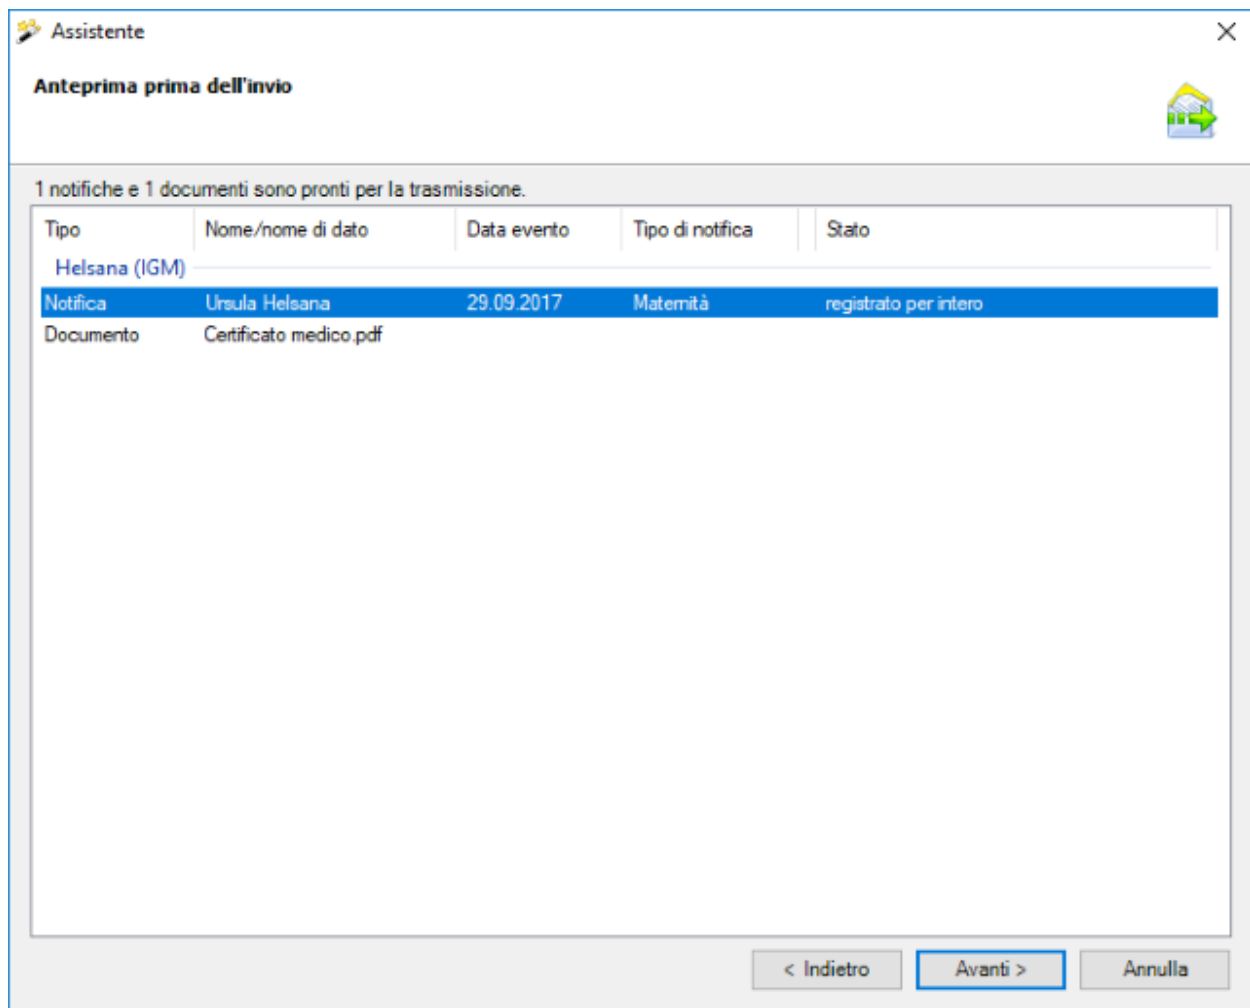 Assistente
Anteprima prima dell'invio
1 notifiche e 1 documenti sono pronti per la trasmissione.
Tipo Nome/nome di dato Data evento Tipo di notifica Stato
Helsana (IGM)
Notifica Ursula Helsana 29.09.2017 Maternità registrato per intero
Documento Certificato medico.pdf
< Indietro Avanti > Annulla